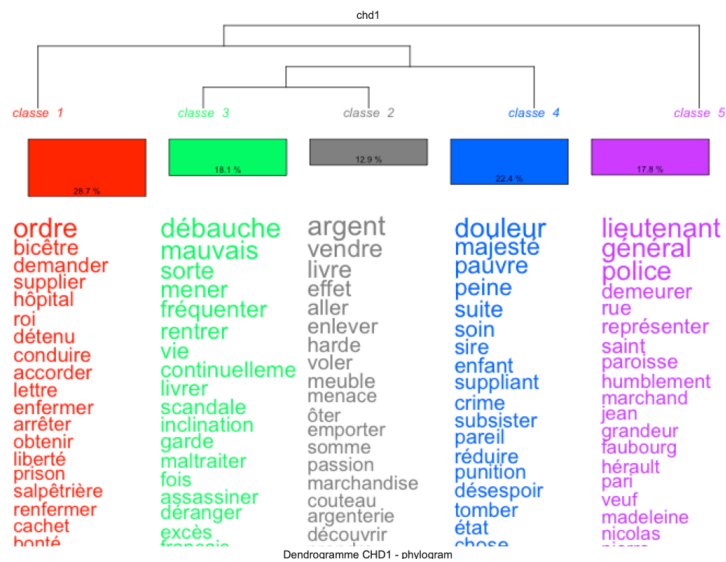 chd1
classe 1
classe 3
classe 2
classe 4
classe 5
28.7 %
18.1 %
12.9 %
22.4 %
17.8 %
ordre
bicêtre
demander
supplier
hôpital
roi
détenu
conduire
accorder
lettre
enfermer
arrêter
obtenir
liberté
prison
salpêtrière
renfermer
cachet
bonté
débauche
mauvais
sorte
mener
fréquenter
rentrer
vie
continuelleme
livrer
scandale
inclination
garde
maltraiter
fois
assassiner
déranger
excès
argent
vendre
livre
effet
aller
enlever
harde
voler
meuble
menace
ôter
emporter
somme
passion
marchandise
couteau
argenterie
découvrir
douleur
majesté
pauvre
peine
suite
soin
sire
enfant
suppliant
crime
subsister
pareil
réduire
punition
désespoir
tomber
état
chose
lieutenant
général
police
demeurer
rue
représenter
saint
paroisse
humblement
marchand
jean
grandeur
faubourg
hérault
pari
veuf
madeleine
nicolas
Dendrogramme CHD1 - phylogram